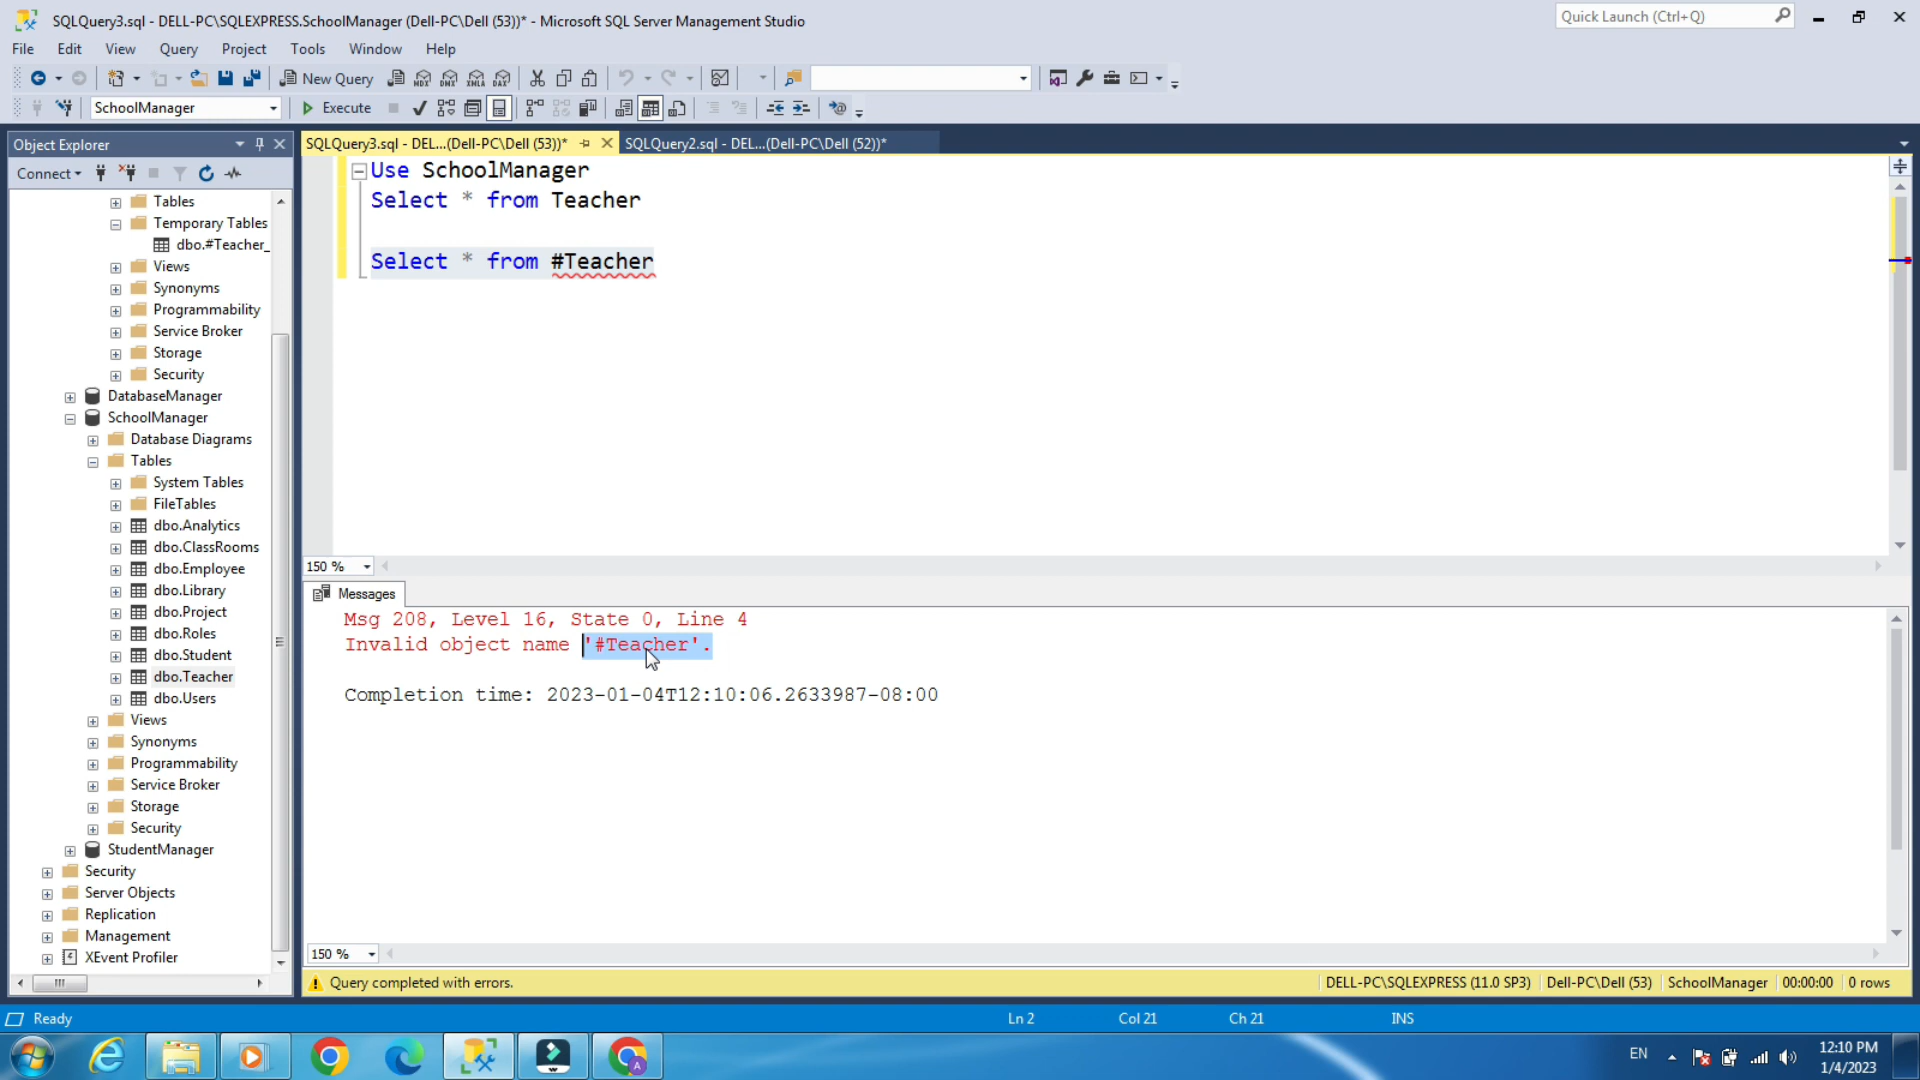 SQLQuery3.sql - DELL-PC\SQLEXPRESS.SchoolManager (Dell-PC\Dell (53))* - Microsoft SQL Server Management Studio
Quick Launch (Ctrl+Q)
File Edit View Query Project Tools Window Help
New Query
MDX DMX XMLA DAX
SchoolManager
Execute
Object Explorer
SQLQuery3.sql - DEL...(Dell-PC\Dell (53))*
SQLQuery2.sql - DEL...(Dell-PC\Dell (52))*
Connect
Tables
Temporary Tables
dbo.#Teacher_
Views
Synonyms
Programmability
Service Broker
Storage
Security
DatabaseManager
SchoolManager
Database Diagrams
Tables
System Tables
FileTables
dbo.Analytics
dbo.ClassRooms
dbo.Employee
dbo.Library
dbo.Project
dbo.Roles
dbo.Student
dbo.Teacher
dbo.Users
Views
Synonyms
Programmability
Service Broker
Storage
Security
StudentManager
Security
Server Objects
Replication
Management
XEvent Profiler
Use SchoolManager
Select * from Teacher
Select * from #Teacher
150 %
Messages
Msg 208, Level 16, State 0, Line 4
Invalid object name '#Teacher'.
Completion time: 2023-01-04T12:10:06.2633987-08:00
150 %
Query completed with errors.
DELL-PC\SQLEXPRESS (11.0 SP3) Dell-PC\Dell (53) SchoolManager 00:00:00 0 rows
Ready
Ln 2 Col 21 Ch 21 INS
EN
12:10 PM
1/4/2023